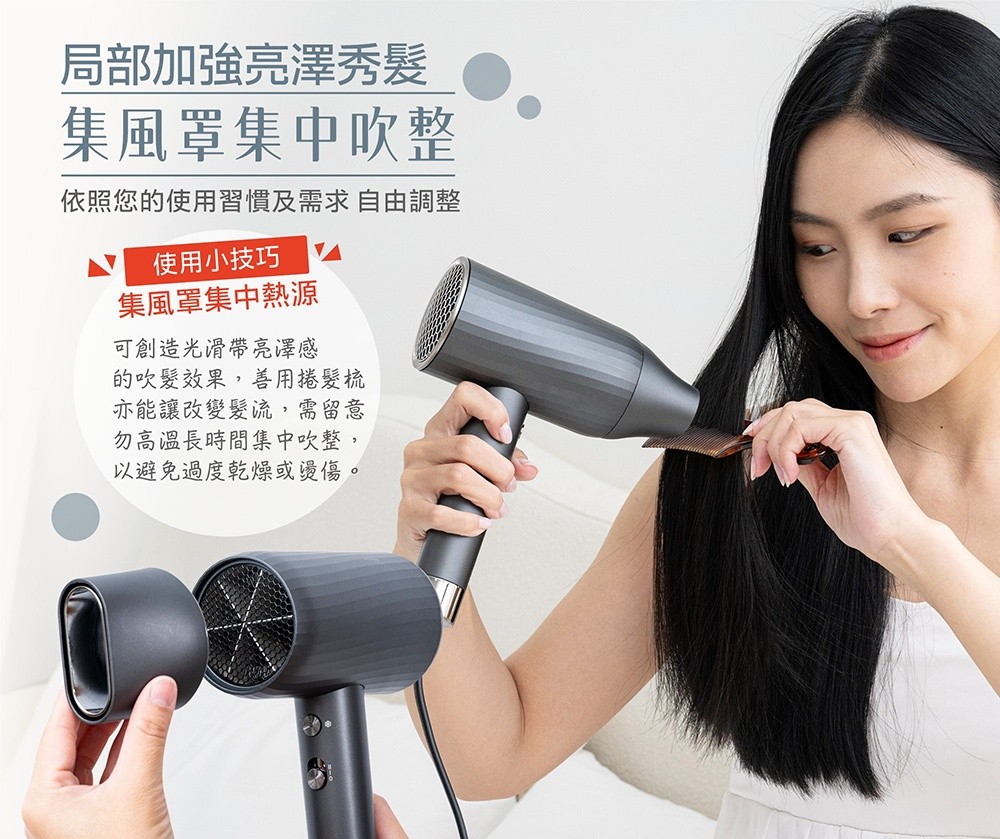 局部加強亮澤秀髮
集風罩集中吹整
依照您的使用習慣及需求 自由調整
使用小技巧
集風罩集中熱源
可創造光滑帶亮澤感
的吹髮效果，善用捲髮梳
亦能讓改變髮流，需留意
勿高溫長時間集中吹整，
以避免過度乾燥或燙傷。